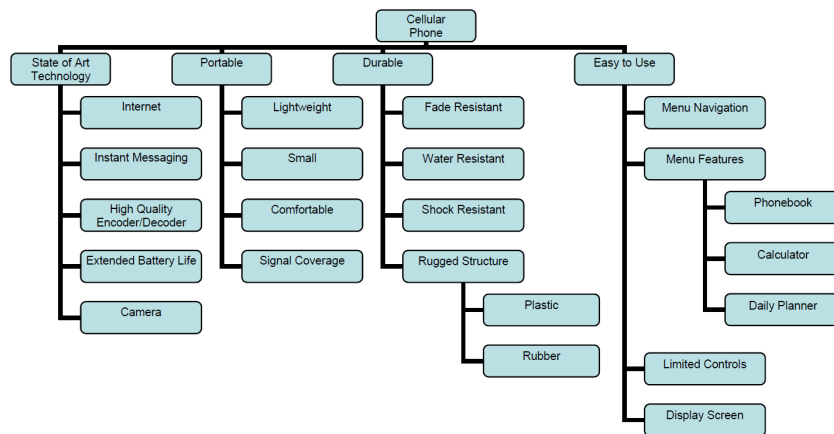 Cellular
Phone
State of Art
Technology
Portable
Durable
Easy to Use
Internet
Instant Messaging
High Quality
Encoder/Decoder
Extended Battery Life
Camera
Lightweight
Small
Comfortable
Signal Coverage
Fade Resistant
Water Resistant
Shock Resistant
Rugged Structure
Plastic
Rubber
Menu Navigation
Menu Features
Phonebook
Calculator
Daily Planner
Limited Controls
Display Screen